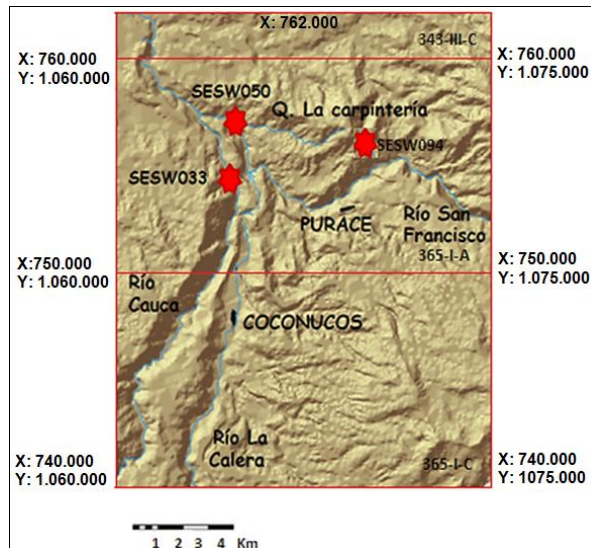 X: 762.000
343-III-C
X: 760.000
Y: 1.060.000
X: 760.000
Y: 1.075.000
SESW050
Q. La carpintería
SESW094
SESW033
PURACE
Río San
Francisco
365-I-A
X:750.000
Y: 1.060.000
X: 750.000
Y: 1.075.000
Río
Cauca
COCONUCOS
Río La
Calera
365-I-C
X: 740.000
Y: 1.060.000
X: 740.000
Y: 1075.000
1 2 3 4 Km